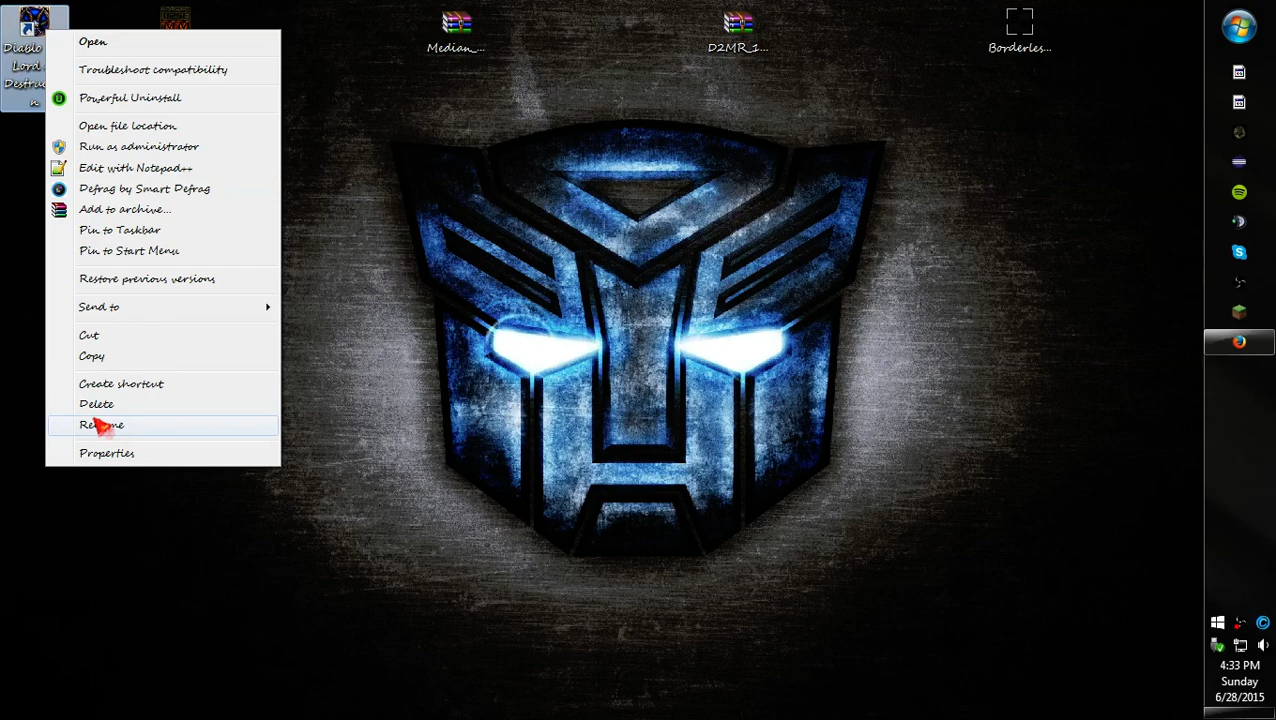 Diablo
Lord
Destruc
n
Median_...
D2MR_1...
Borderles...
Open
Troubleshoot compatibility
Powerful Uninstall
Open file location
Run as administrator
Edit with Notepad++
Defrag by Smart Defrag
Add to archive...
Pin to Taskbar
Pin to Start Menu
Restore previous versions
Send to
Cut
Copy
Create shortcut
Delete
Rename
Properties
4:33 PM
Sunday
6/28/2015